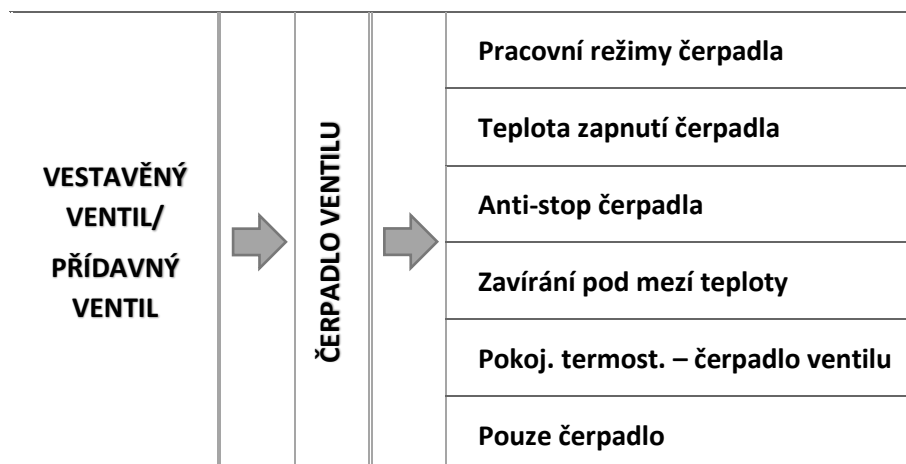 VESTAVĚNÝ
VENTIL/
PŘÍDAVNÝ
VENTIL
ČERPADLO VENTILU
Pracovní režimy čerpadla
Teplota zapnutí čerpadla
Anti-stop čerpadla
Zavírání pod mezí teploty
Pokoj. termost. – čerpadlo ventilu
Pouze čerpadlo